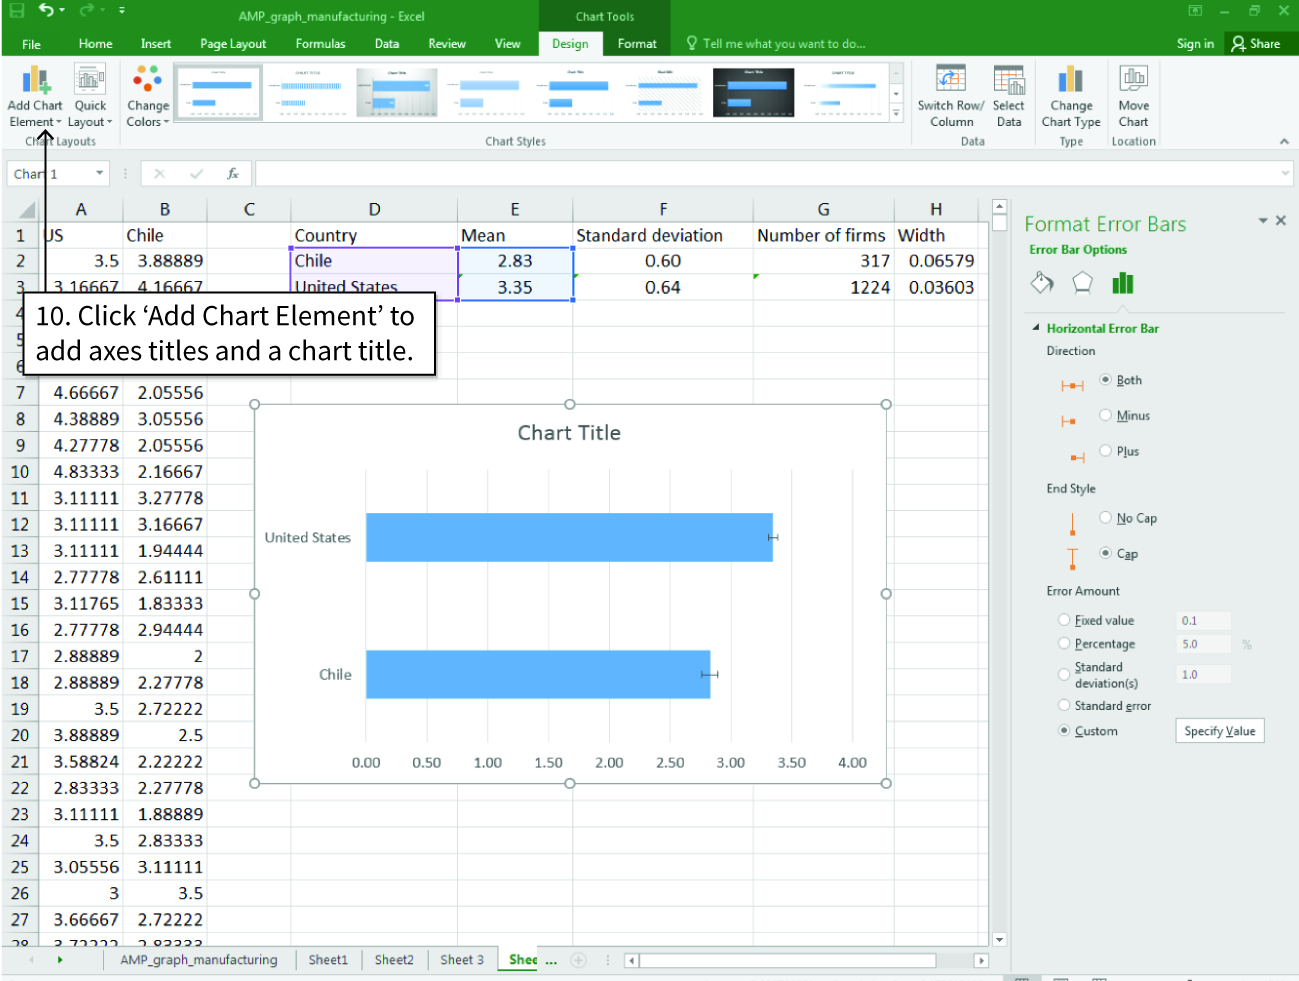 AMP_graph_manufacturing - Excel
Chart Tools
File Home Insert Page Layout Formulas Data Review View Design Format Tell me what you want to do... Sign in Share
Add Chart Element Quick Layout
Change Colors
Switch Row/ Column Select Data
Change Chart Type
Move Chart
Chart Layouts Chart Styles Data Type Location
Chart 1 fx
A B C D E F G H
1 US Chile Country Mean Standard deviation Number of firms Width
2 3.5 3.88889 Chile 2.83 0.60 317 0.06579
3 3.16667 4.16667 United States 3.35 0.64 1224 0.03603
4
5
6
10. Click ‘Add Chart Element’ to
add axes titles and a chart title.
7 4.66667 2.05556
8 4.38889 3.05556
9 4.27778 2.05556
10 4.83333 2.16667
11 3.11111 3.27778
12 3.11111 3.16667
13 3.11111 1.94444
14 2.77778 2.61111
15 3.11765 1.83333
16 2.77778 2.94444
17 2.88889 2
18 2.88889 2.27778
19 3.5 2.72222
20 3.88889 2.5
21 3.58824 2.22222
22 2.83333 2.27778
23 3.11111 1.88889
24 3.5 2.83333
25 3.05556 3.11111
26 3 3.5
27 3.66667 2.72222
28 3.72222 2.83333
Chart Title
United States
Chile
0.00 0.50 1.00 1.50 2.00 2.50 3.00 3.50 4.00
Format Error Bars
Error Bar Options
Horizontal Error Bar
Direction
Both
Minus
Plus
End Style
No Cap
Cap
Error Amount
Fixed value 0.1
Percentage 5.0 %
Standard deviation(s) 1.0
Standard error
Custom Specify Value
AMP_graph_manufacturing Sheet1 Sheet2 Sheet 3 Shee ...